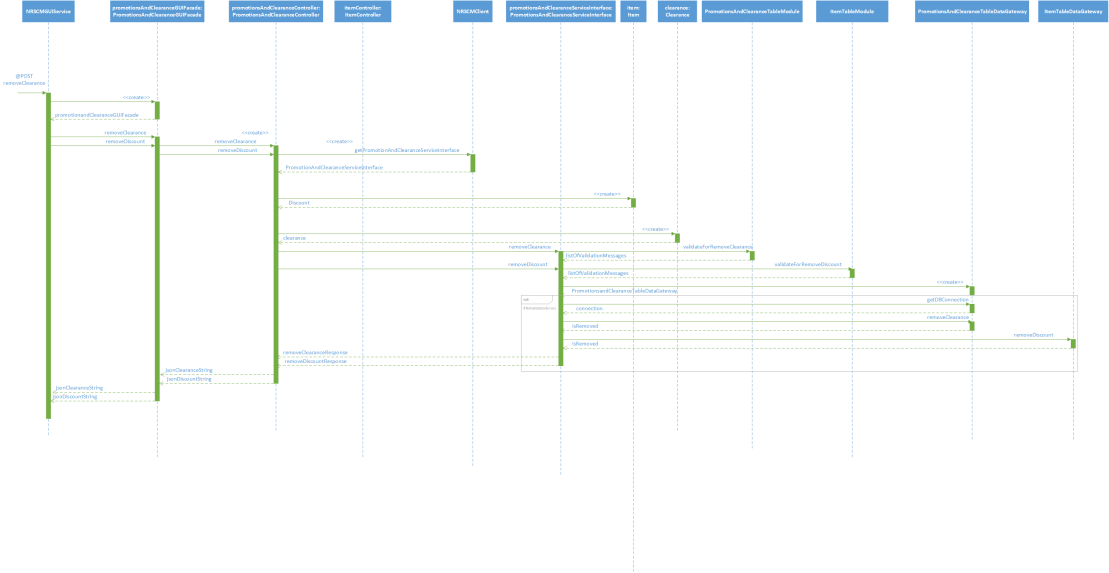 NRSCMGUIService
promotionsAndClearanceGUIFacade:
PromotionsAndClearanceGUIFacade
promotionsAndClearanceController:
PromotionsAndClearanceController
itemController:
ItemController
NRSCMClient
promotionsAndClearanceServiceInterface:
PromotionsAndClearanceServiceInterface
item:
Item
clearance:
Clearance
PromotionsAndClearanceTableModule
ItemTableModule
PromotionsAndClearanceTableDataGateway
ItemTableDataGateway
@POST
removeClearance
<<create>>
promotionandClearanceGUIFacade
removeClearance
<<create>>
removeDiscount
removeClearance
<<create>>
removeDiscount
getPromotionAndClearanceServiceInterface
PromotionAndClearanceServiceInterface
<<create>>
Discount
<<create>>
clearance
removeClearance
validateForRemoveClearance
listOfValidationMessages
removeDiscount
validateForRemoveDiscount
listOfValidationMessages
<<create>>
PromotionsandClearanceTableDataGateway
getDBConnection
connection
removeClearance
isRemoved
removeDiscount
isRemoved
removeClearanceResponse
removeDiscountResponse
jsonClearanceString
jsonDiscountString
jsonClearanceString
jsonDiscountString